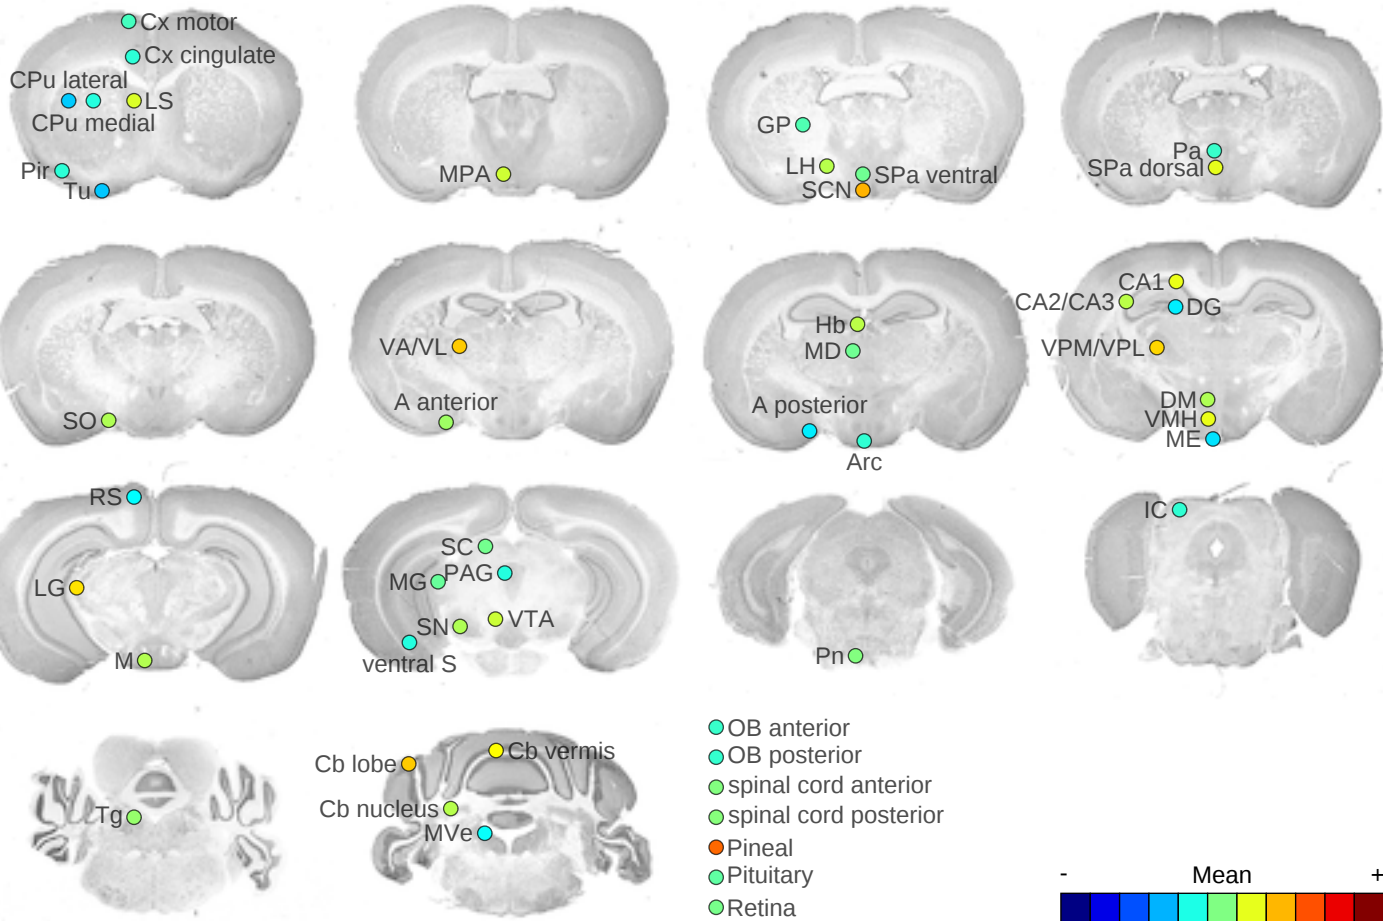 Cx motor
Cx cingulate
CPu lateral
LS
CPu medial
Pir
Tu
MPA
GP
LH
SPa ventral
SCN
Pa
SPa dorsal
SO
VA/VL
A anterior
Hb
MD
A posterior
Arc
CA1
CA2/CA3
DG
VPM/VPL
DM
VMH
ME
RS
LG
M
SC
MG
PAG
SN
VTA
ventral S
Pn
IC
Tg
Cb lobe
Cb vermis
Cb nucleus
MVe
OB anterior
OB posterior
spinal cord anterior
spinal cord posterior
Pineal
Pituitary
Retina
- Mean +